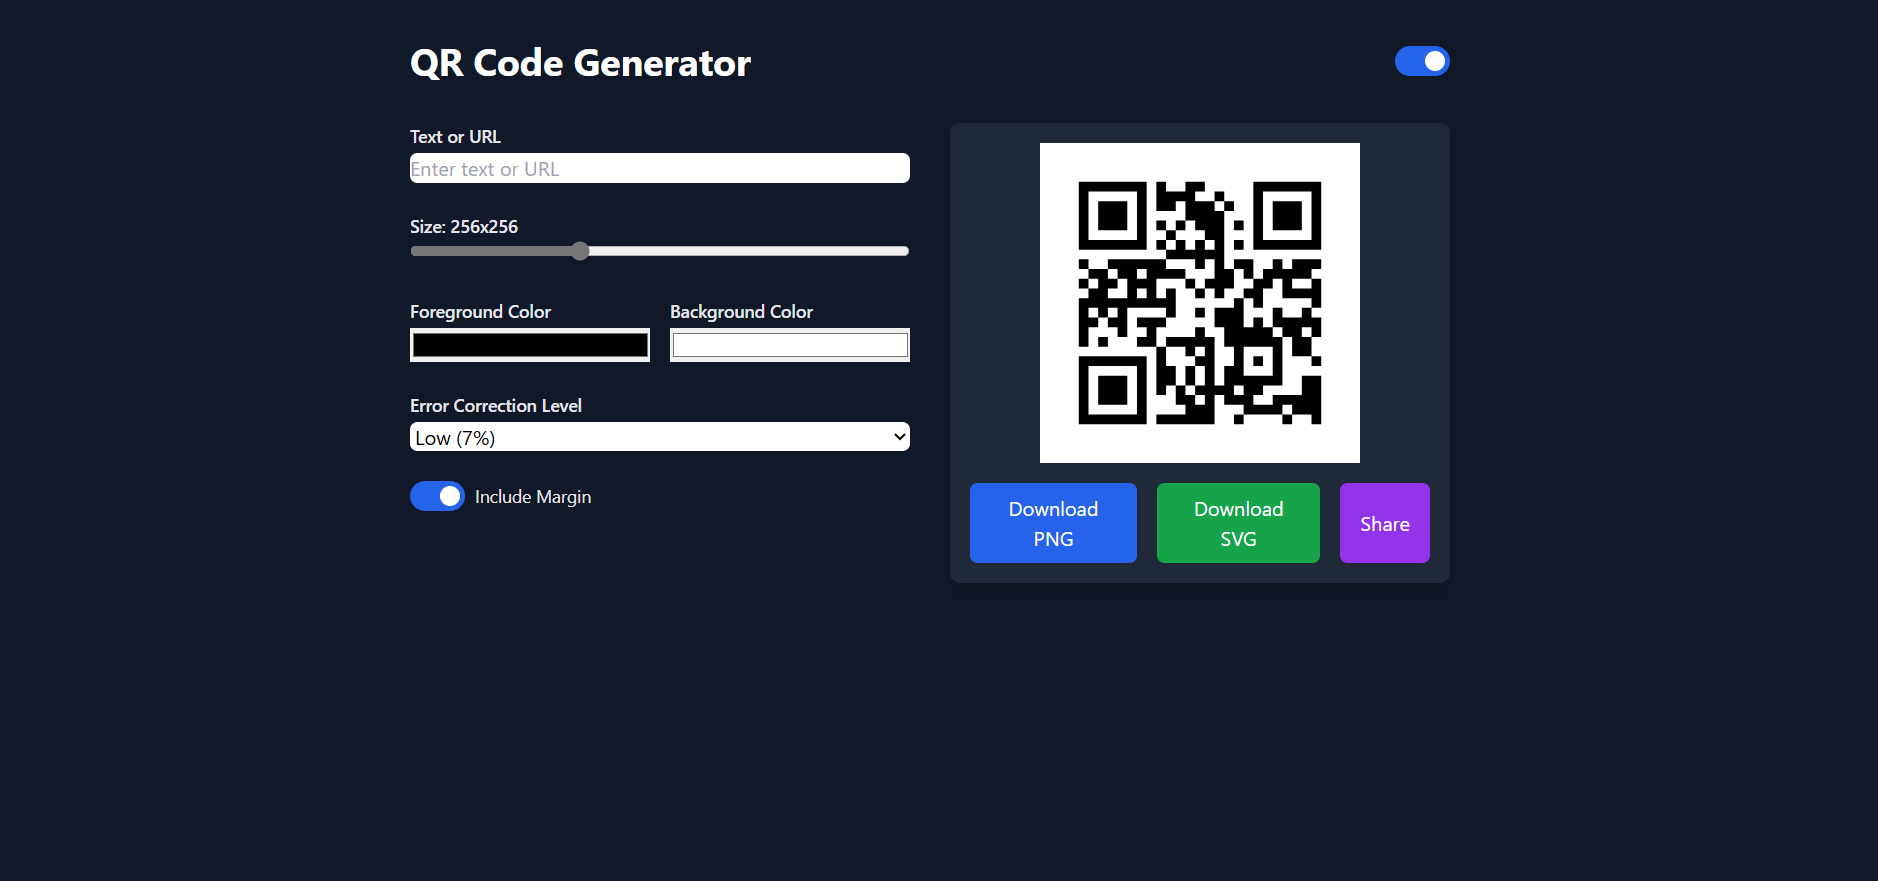 QR Code Generator
Text or URL
Enter text or URL
Size: 256x256
Foreground Color
Background Color
Error Correction Level
Low (7%)
Include Margin
Download
PNG
Download
SVG
Share